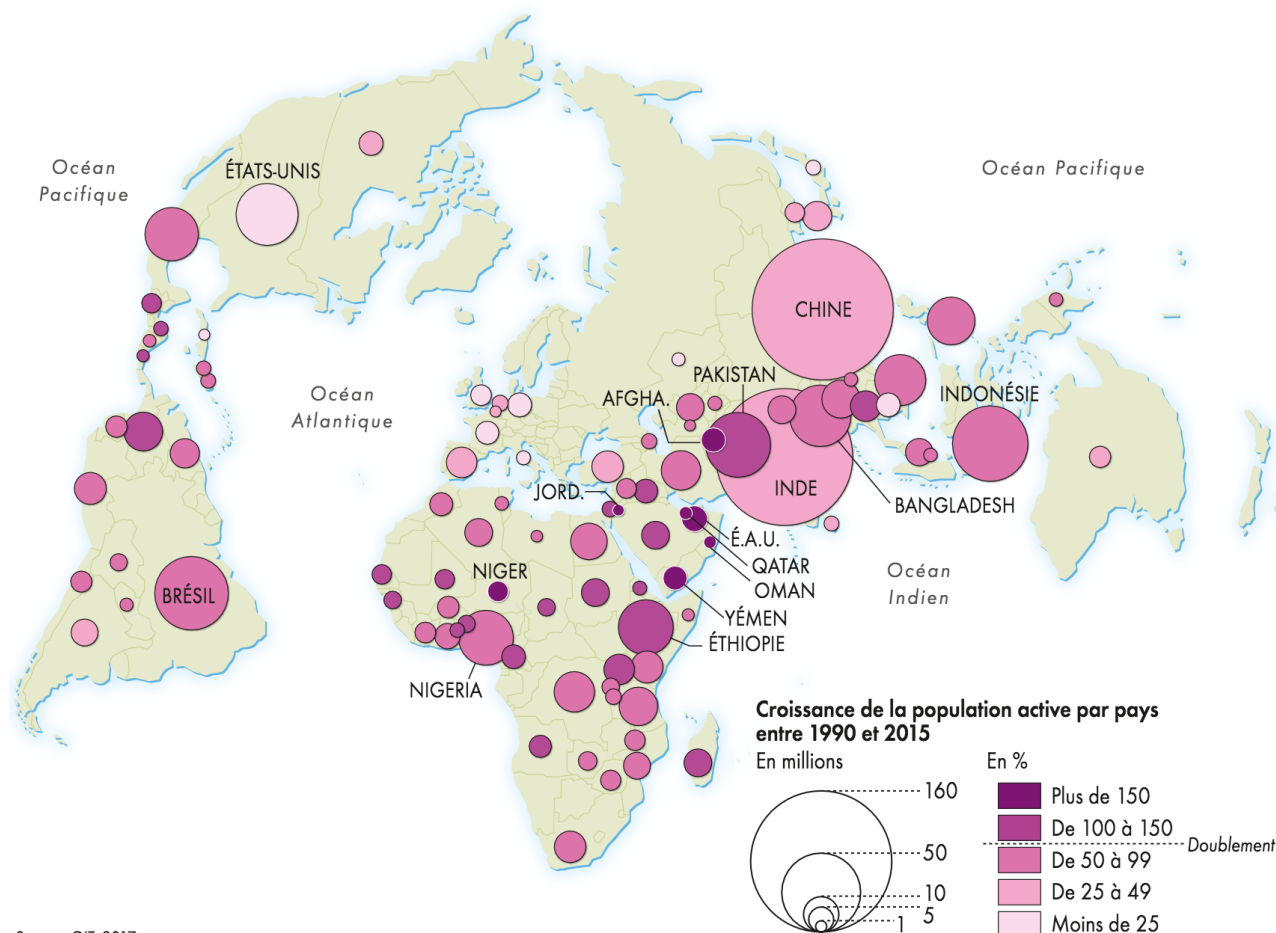 Océan
Pacifique
ÉTATS-UNIS
Océan Pacifique
CHINE
PAKISTAN
AFGHA.
INDONÉSIE
Océan
Atlantique
INDE
BANGLADESH
JORD.
É.A.U.
QATAR
OMAN
Océan
Indien
NIGER
YÉMEN
ÉTHIOPIE
BRÉSIL
NIGERIA
Croissance de la population active par pays
entre 1990 et 2015
En millions
160
50
10
5
1
En %
Plus de 150
De 100 à 150
Doublement
De 50 à 99
De 25 à 49
Moins de 25